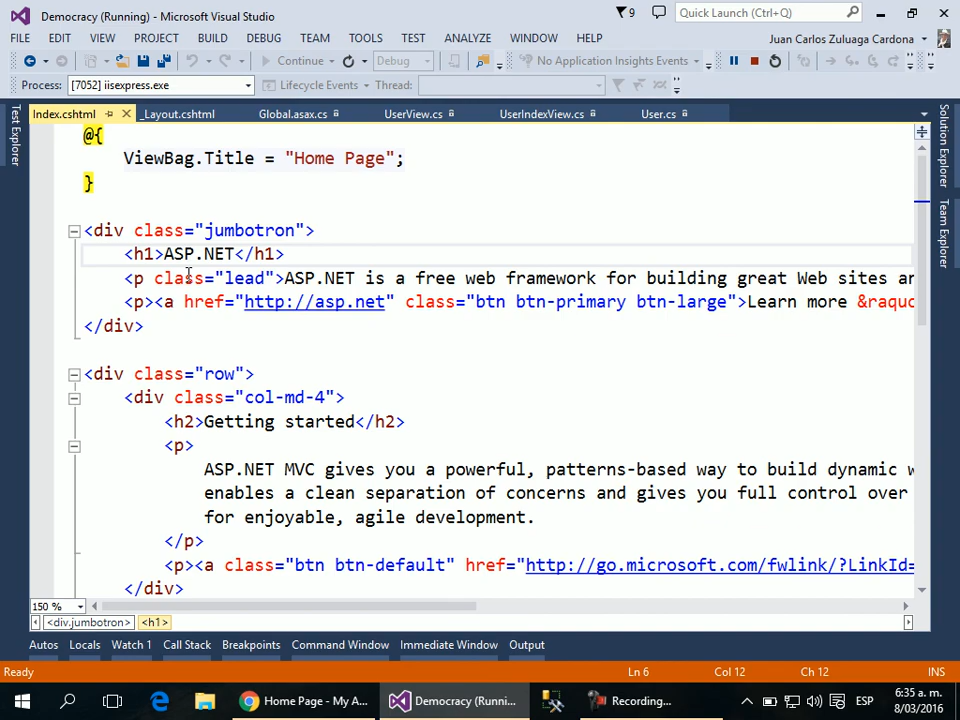 Democracy (Running) - Microsoft Visual Studio
9
Quick Launch (Ctrl+Q)
FILE EDIT VIEW PROJECT BUILD DEBUG TEAM TOOLS TEST ANALYZE WINDOW HELP
Juan Carlos Zuluaga Cardona
Continue
Debug
No Application Insights Events
Process: [7052] iisexpress.exe
Lifecycle Events
Thread:
Test Explorer
Index.cshtml
_Layout.cshtml
Global.asax.cs
UserView.cs
UserIndexView.cs
User.cs
Solution Explorer
Team Explorer
@{
ViewBag.Title = "Home Page";
}
<div class="jumbotron">
<h1>ASP.NET</h1>
<p class="lead">ASP.NET is a free web framework for building great Web sites an
<p><a href="http://asp.net" class="btn btn-primary btn-large">Learn more &raquo
</div>
<div class="row">
<div class="col-md-4">
<h2>Getting started</h2>
<p>
ASP.NET MVC gives you a powerful, patterns-based way to build dynamic w
enables a clean separation of concerns and gives you full control over
for enjoyable, agile development.
</p>
<p><a class="btn btn-default" href="http://go.microsoft.com/fwlink/?LinkId=
</div>
150 %
<div.jumbotron> <h1>
Autos Locals Watch 1 Call Stack Breakpoints Command Window Immediate Window Output
Ready
Ln 6 Col 12 Ch 12 INS
Home Page - My A...
Democracy (Runni...
Recording...
ESP
6:35 a. m.
8/03/2016